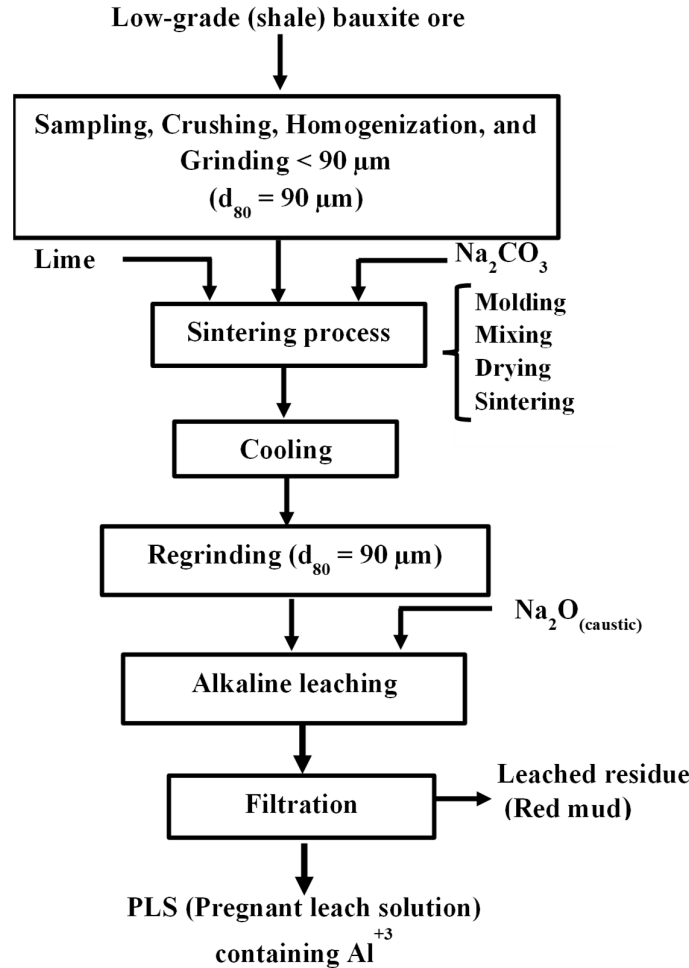 Low-grade (shale) bauxite ore
Sampling, Crushing, Homogenization, and
Grinding < 90 μm
(d₈₀ = 90 μm)
Lime
Na₂CO₃
Sintering process
Molding
Mixing
Drying
Sintering
Cooling
Regrinding (d₈₀ = 90 μm)
Na₂O(caustic)
Alkaline leaching
Filtration
Leached residue
(Red mud)
PLS (Pregnant leach solution)
containing Al⁺³